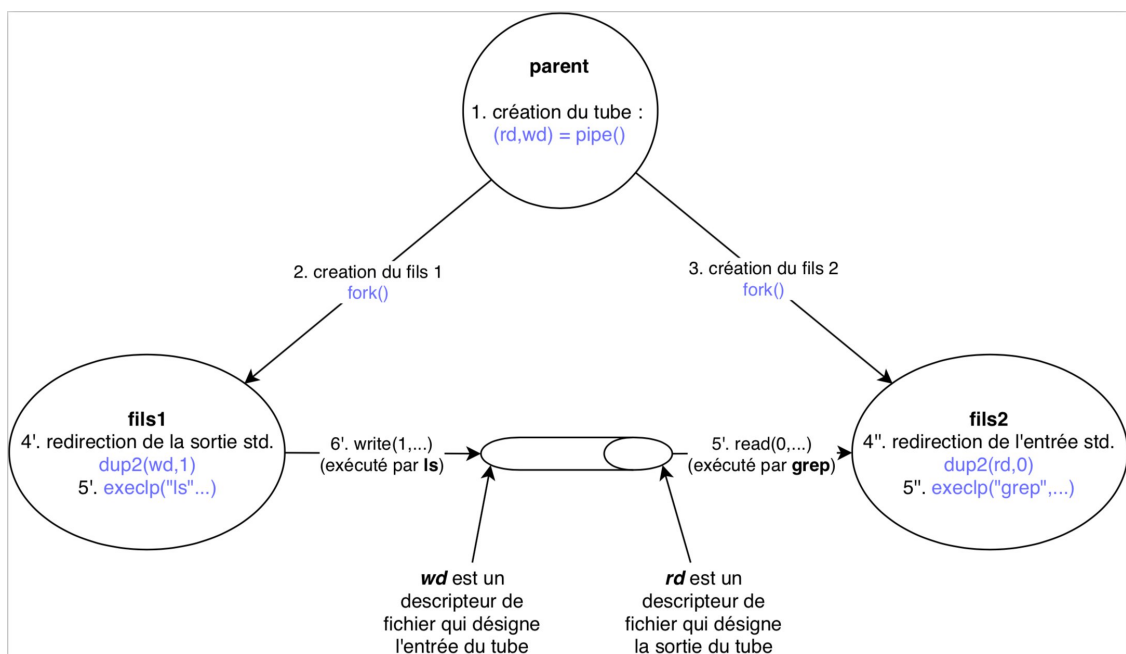 parent
1. création du tube :
(rd,wd) = pipe()
2. creation du fils 1
fork()
3. création du fils 2
fork()
fils1
4'. redirection de la sortie std.
dup2(wd,1)
5'. execlp("ls"...)
6'. write(1,...)
(exécuté par ls)
5'. read(0,...)
(exécuté par grep)
fils2
4''. redirection de l'entrée std.
dup2(rd,0)
5''. execlp("grep",...)
wd est un
descripteur de
fichier qui désigne
l'entrée du tube
rd est un
descripteur de
fichier qui désigne
la sortie du tube